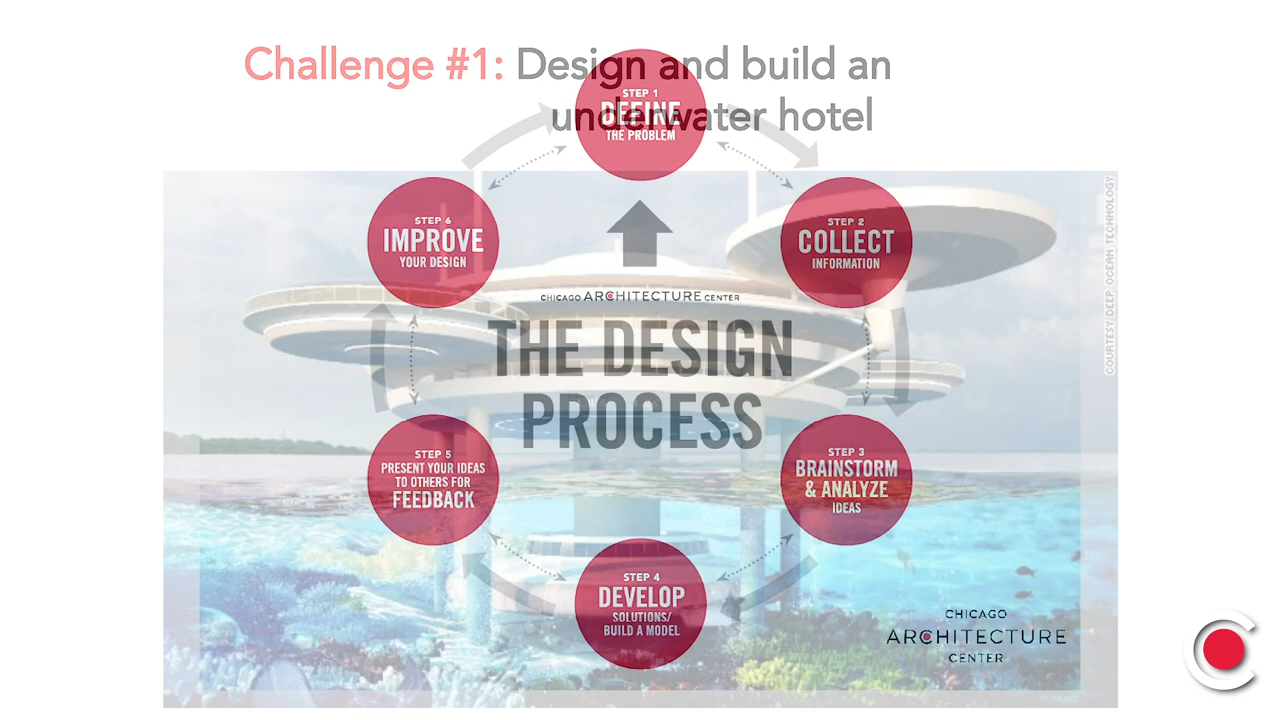 Challenge #1: Design and build an
underwater hotel
STEP 1
DEFINE
THE PROBLEM
STEP 2
COLLECT
INFORMATION
STEP 3
BRAINSTORM
& ANALYZE
IDEAS
STEP 4
DEVELOP
SOLUTIONS/
BUILD A MODEL
STEP 5
PRESENT YOUR IDEAS
TO OTHERS FOR
FEEDBACK
STEP 6
IMPROVE
YOUR DESIGN
CHICAGO ARCHITECTURE CENTER
THE DESIGN
PROCESS
COURTESY DEEP OCEAN TECHNOLOGY
CHICAGO
ARCHITECTURE
CENTER